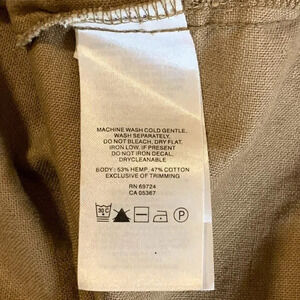 MACHINE WASH COLD GENTLE.
WASH SEPARATELY.
DO NOT BLEACH, DRY FLAT.
IRON LOW. IF PRESENT
DO NOT IRON DECAL.
DRYCLEANABLE
BODY: 53% HEMP, 47% COTTON
EXCLUSIVE OF TRIMMING
RN 69724
CA 05367
30°C P